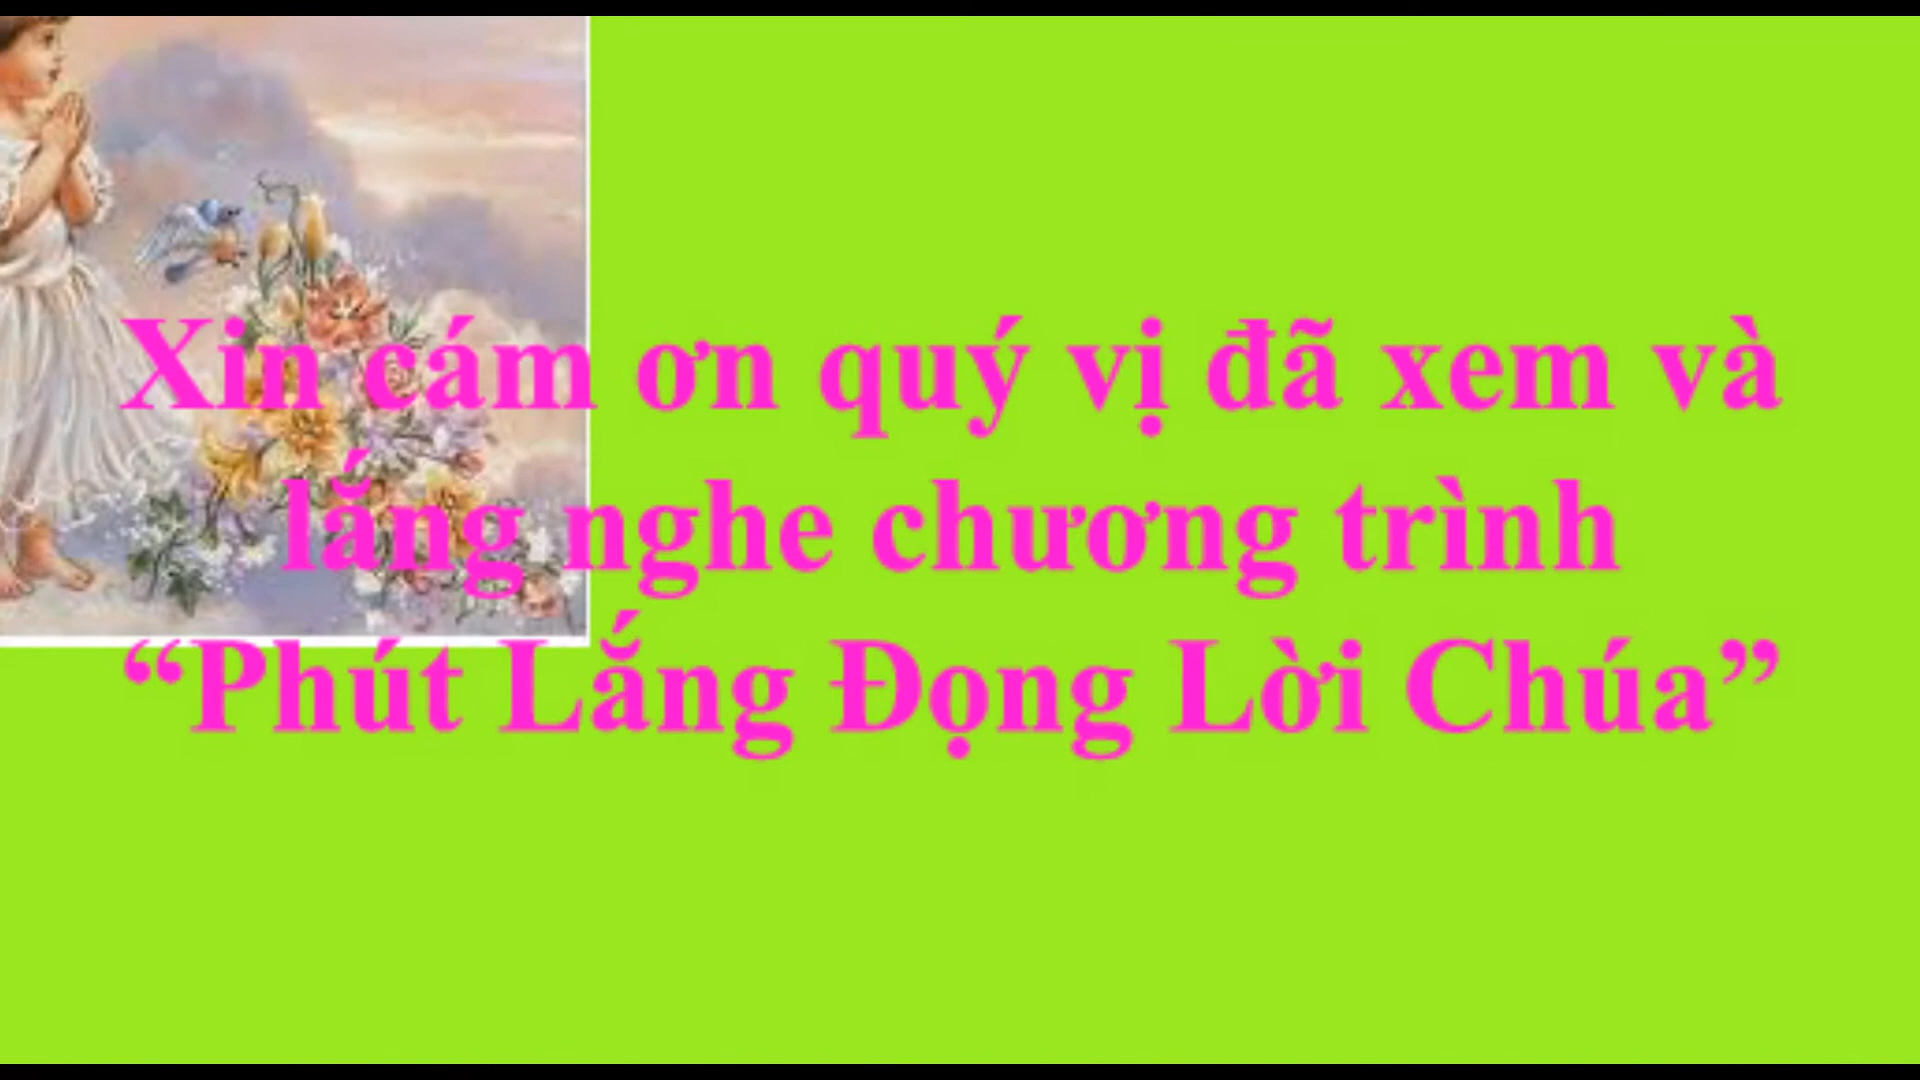 Xin cám ơn quý vị đã xem và
lắng nghe chương trình
“Phút Lắng Đọng Lời Chúa”